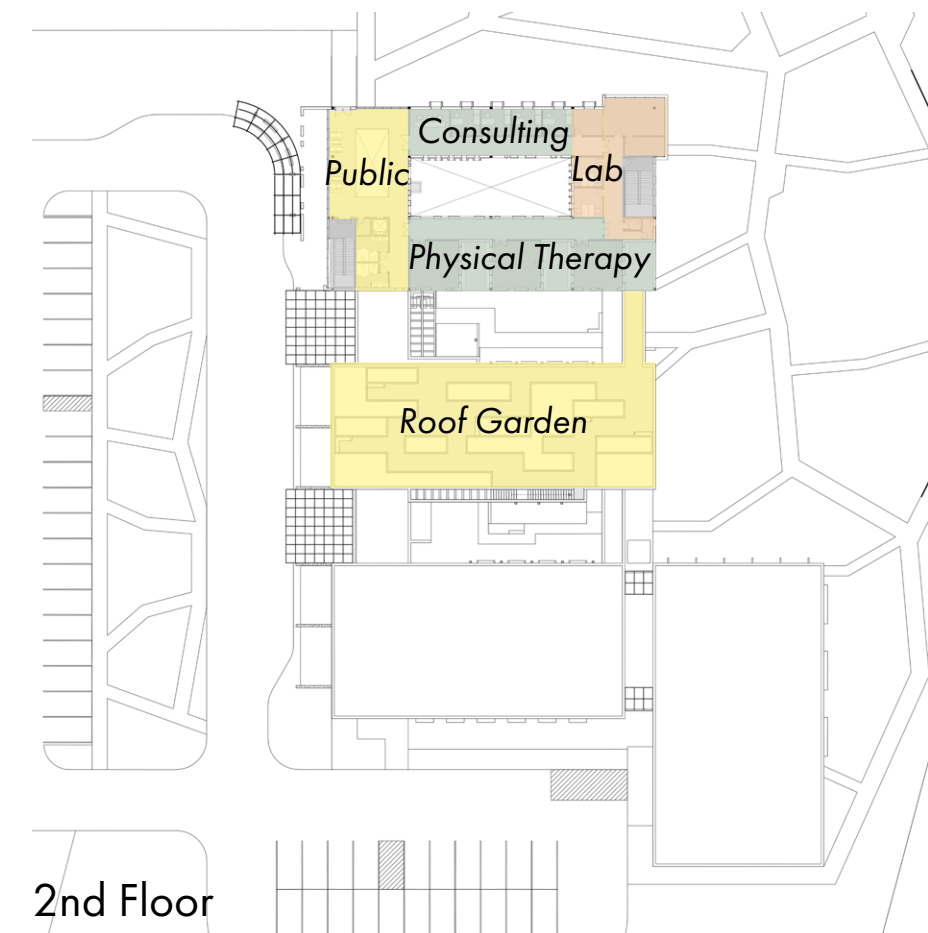 Consulting
Public
Lab
Physical Therapy
Roof Garden
2nd Floor